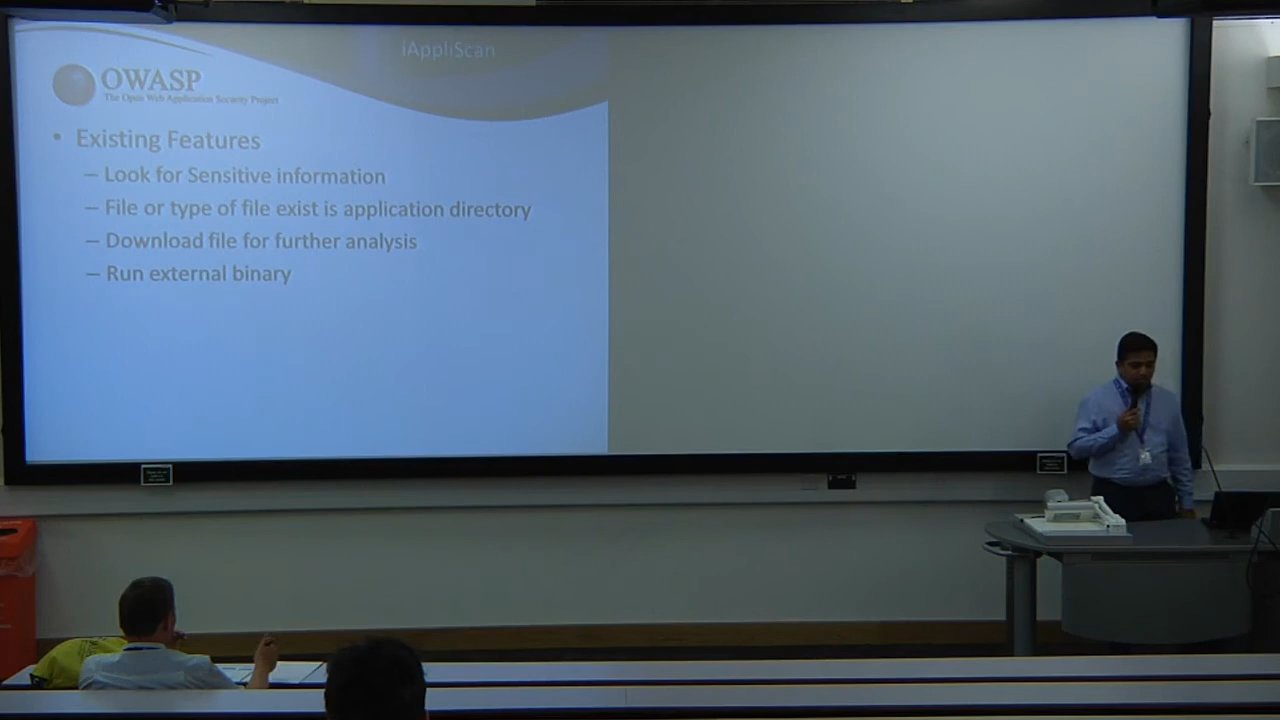 iAppliScan
OWASP
The Open Web Application Security Project
• Existing Features
– Look for Sensitive information
– File or type of file exist is application directory
– Download file for further analysis
– Run external binary